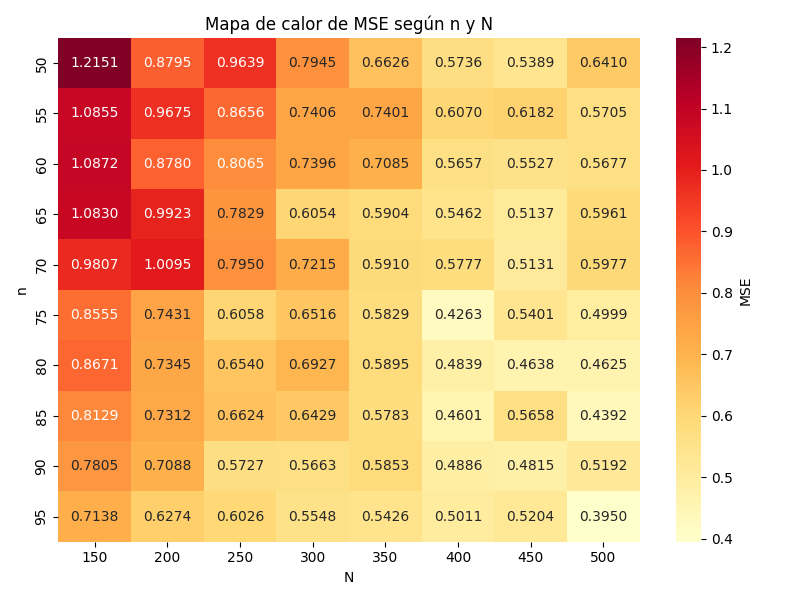 Mapa de calor de MSE según n y N
50 1.2151 0.8795 0.9639 0.7945 0.6626 0.5736 0.5389 0.6410
55 1.0855 0.9675 0.8656 0.7406 0.7401 0.6070 0.6182 0.5705
60 1.0872 0.8780 0.8065 0.7396 0.7085 0.5657 0.5527 0.5677
65 1.0830 0.9923 0.7829 0.6054 0.5904 0.5462 0.5137 0.5961
70 0.9807 1.0095 0.7950 0.7215 0.5910 0.5777 0.5131 0.5977
75 0.8555 0.7431 0.6058 0.6516 0.5829 0.4263 0.5401 0.4999
80 0.8671 0.7345 0.6540 0.6927 0.5895 0.4839 0.4638 0.4625
85 0.8129 0.7312 0.6624 0.6429 0.5783 0.4601 0.5658 0.4392
90 0.7805 0.7088 0.5727 0.5663 0.5853 0.4886 0.4815 0.5192
95 0.7138 0.6274 0.6026 0.5548 0.5426 0.5011 0.5204 0.3950
150 200 250 300 350 400 450 500
N
n
1.2
1.1
1.0
0.9
0.8
0.7
0.6
0.5
0.4
MSE